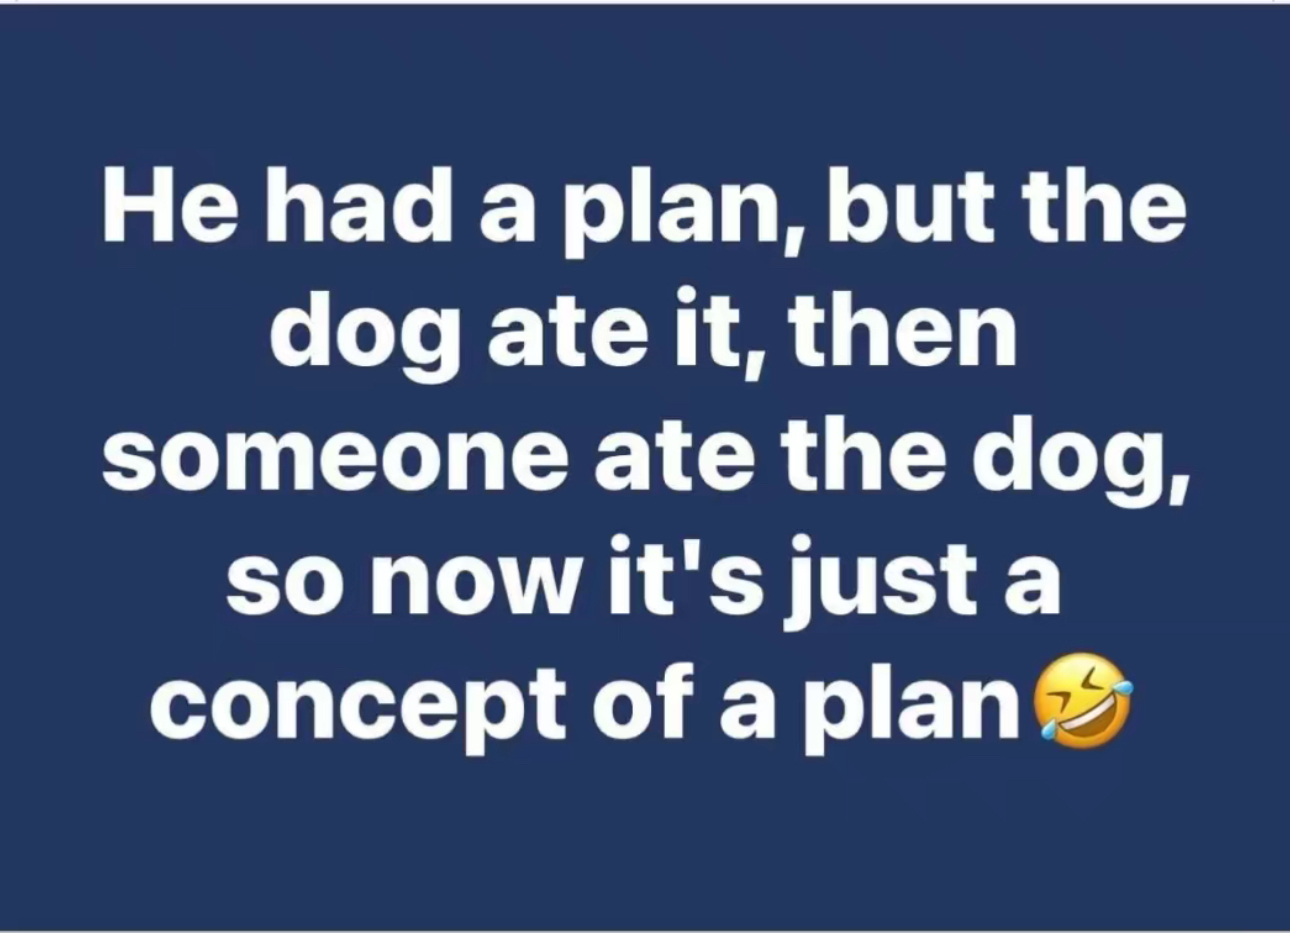 He had a plan, but the
dog ate it, then
someone ate the dog,
so now it's just a
concept of a plan🤣